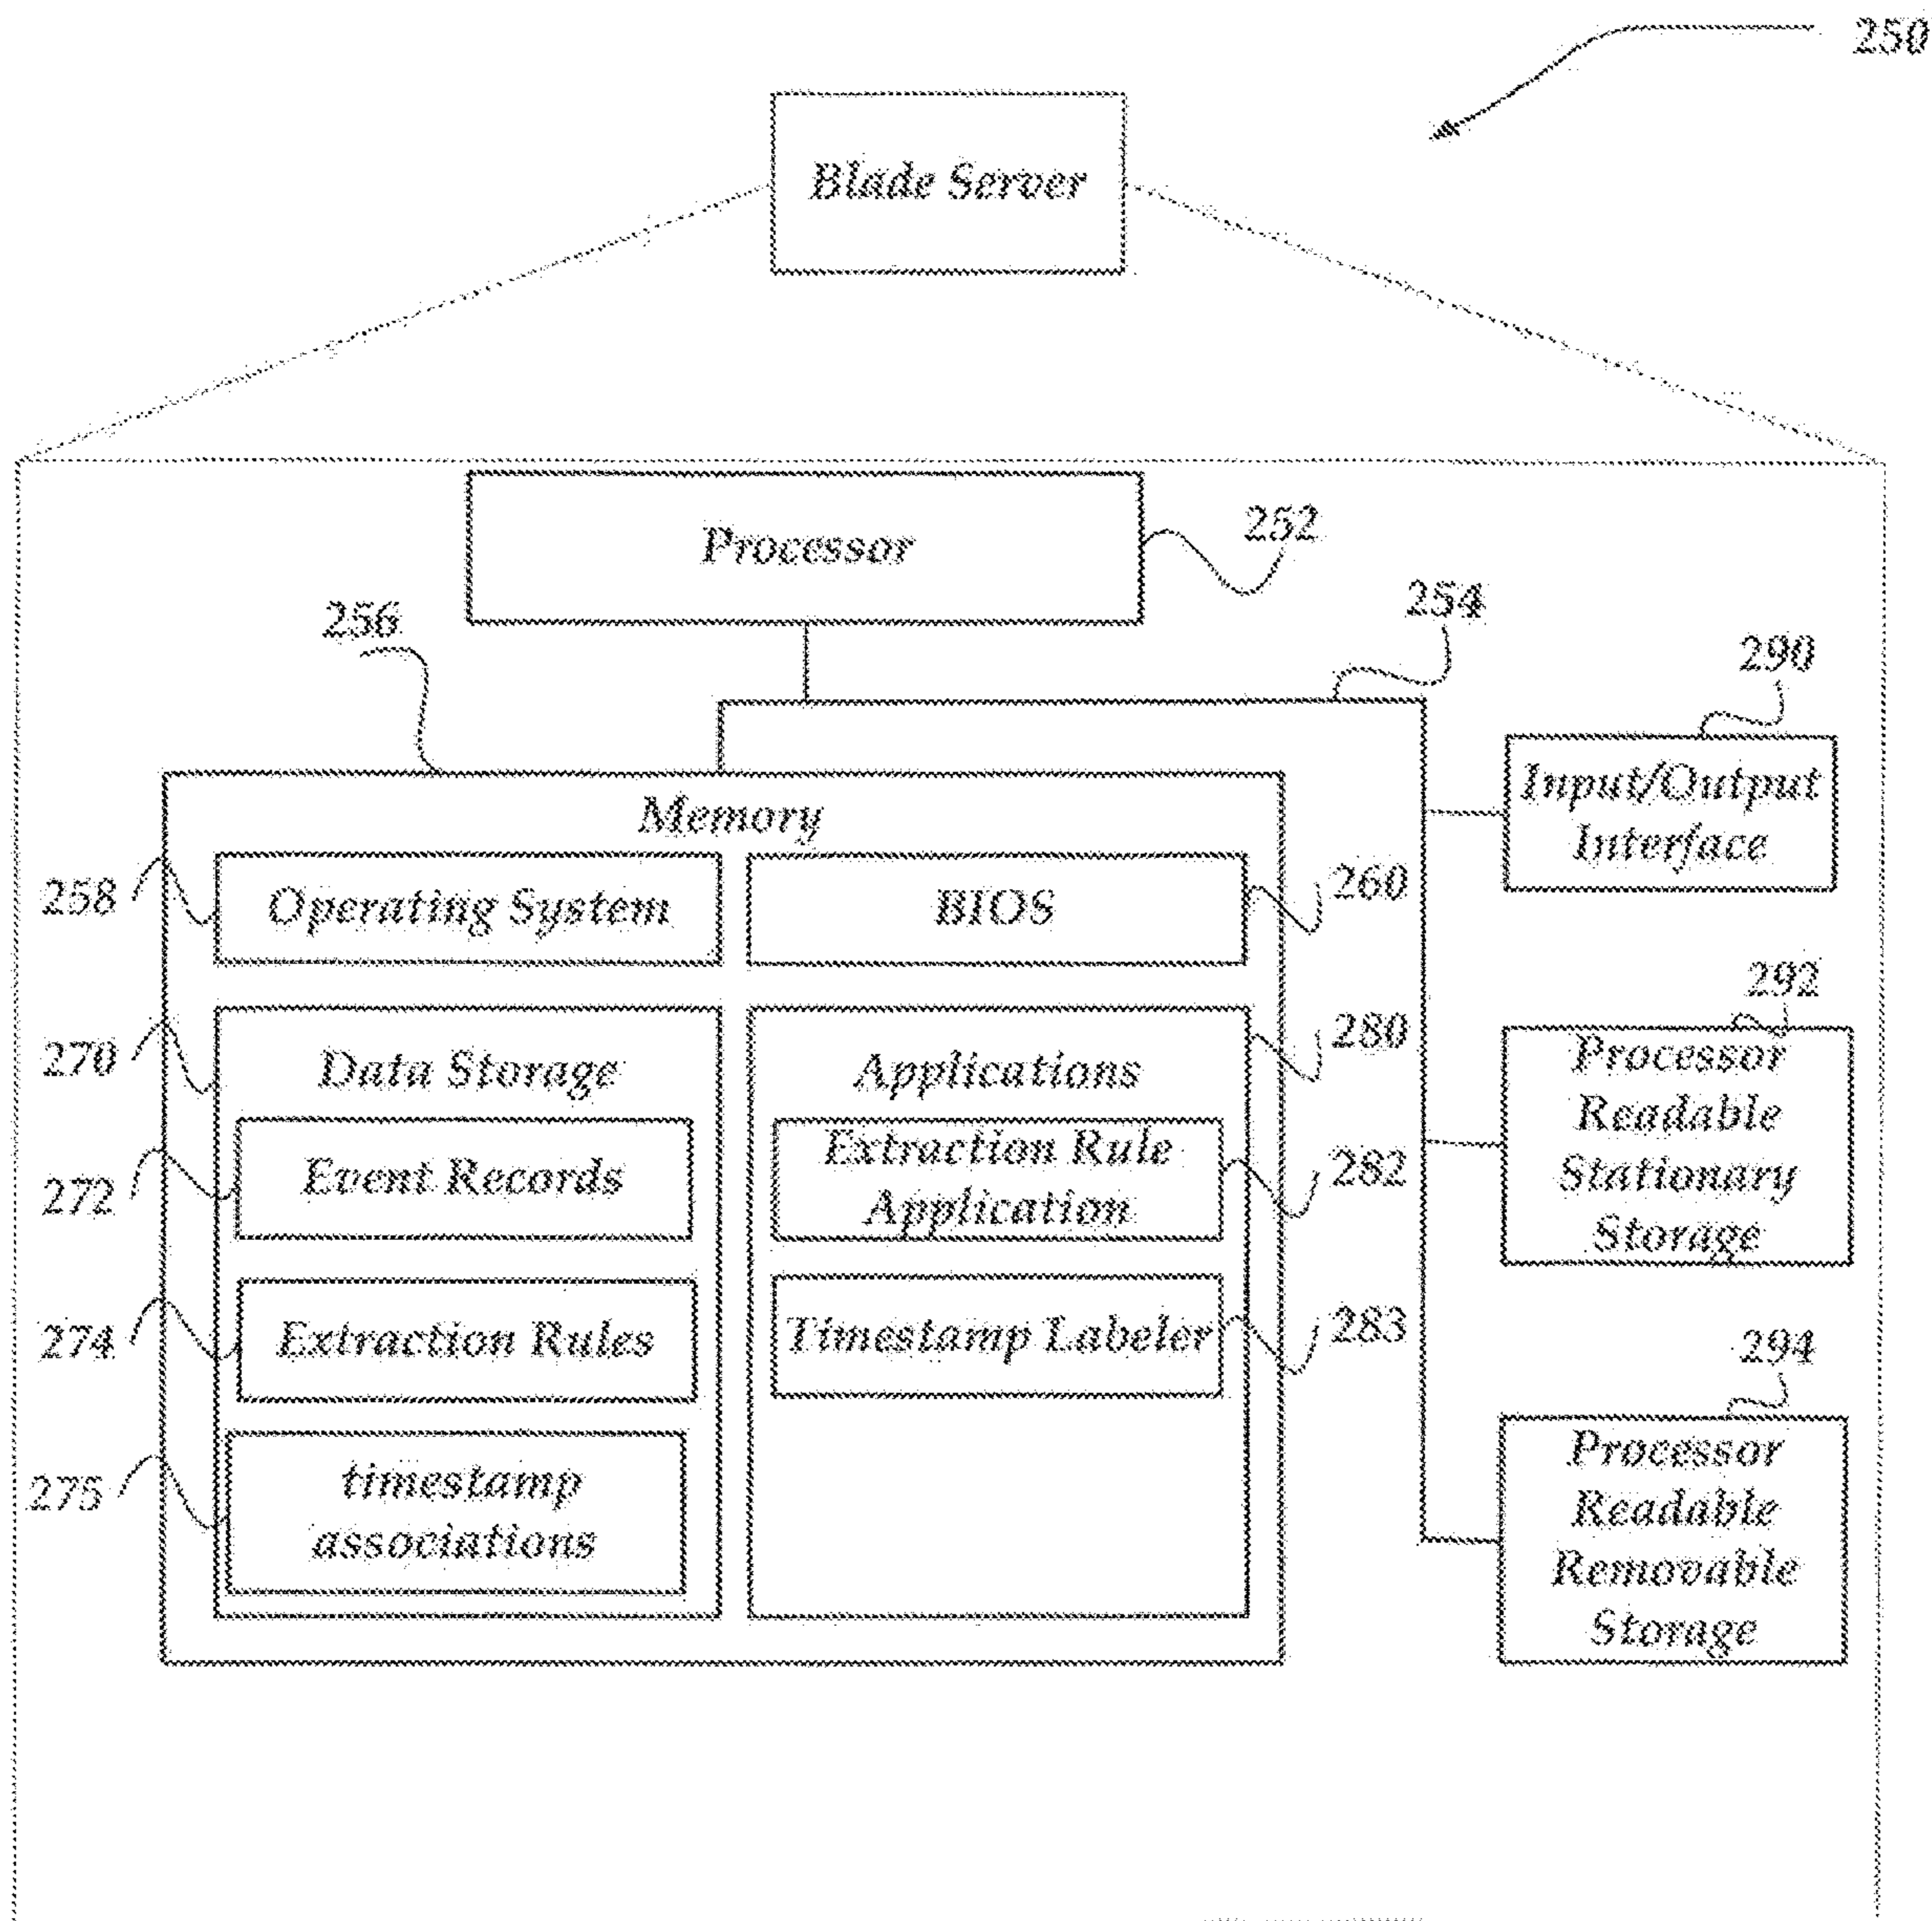 250
Blade Server
Processor
252
254
256
290
Input/Output
Interface
Memory
258
Operating System
BIOS
260
292
Processor
Readable
Stationary
Storage
270
Data Storage
Applications
280
272
Event Records
Extraction Rule
Application
282
274
Extraction Rules
Timestamp Labeler
283
294
Processor
Readable
Removable
Storage
275
timestamp
associations